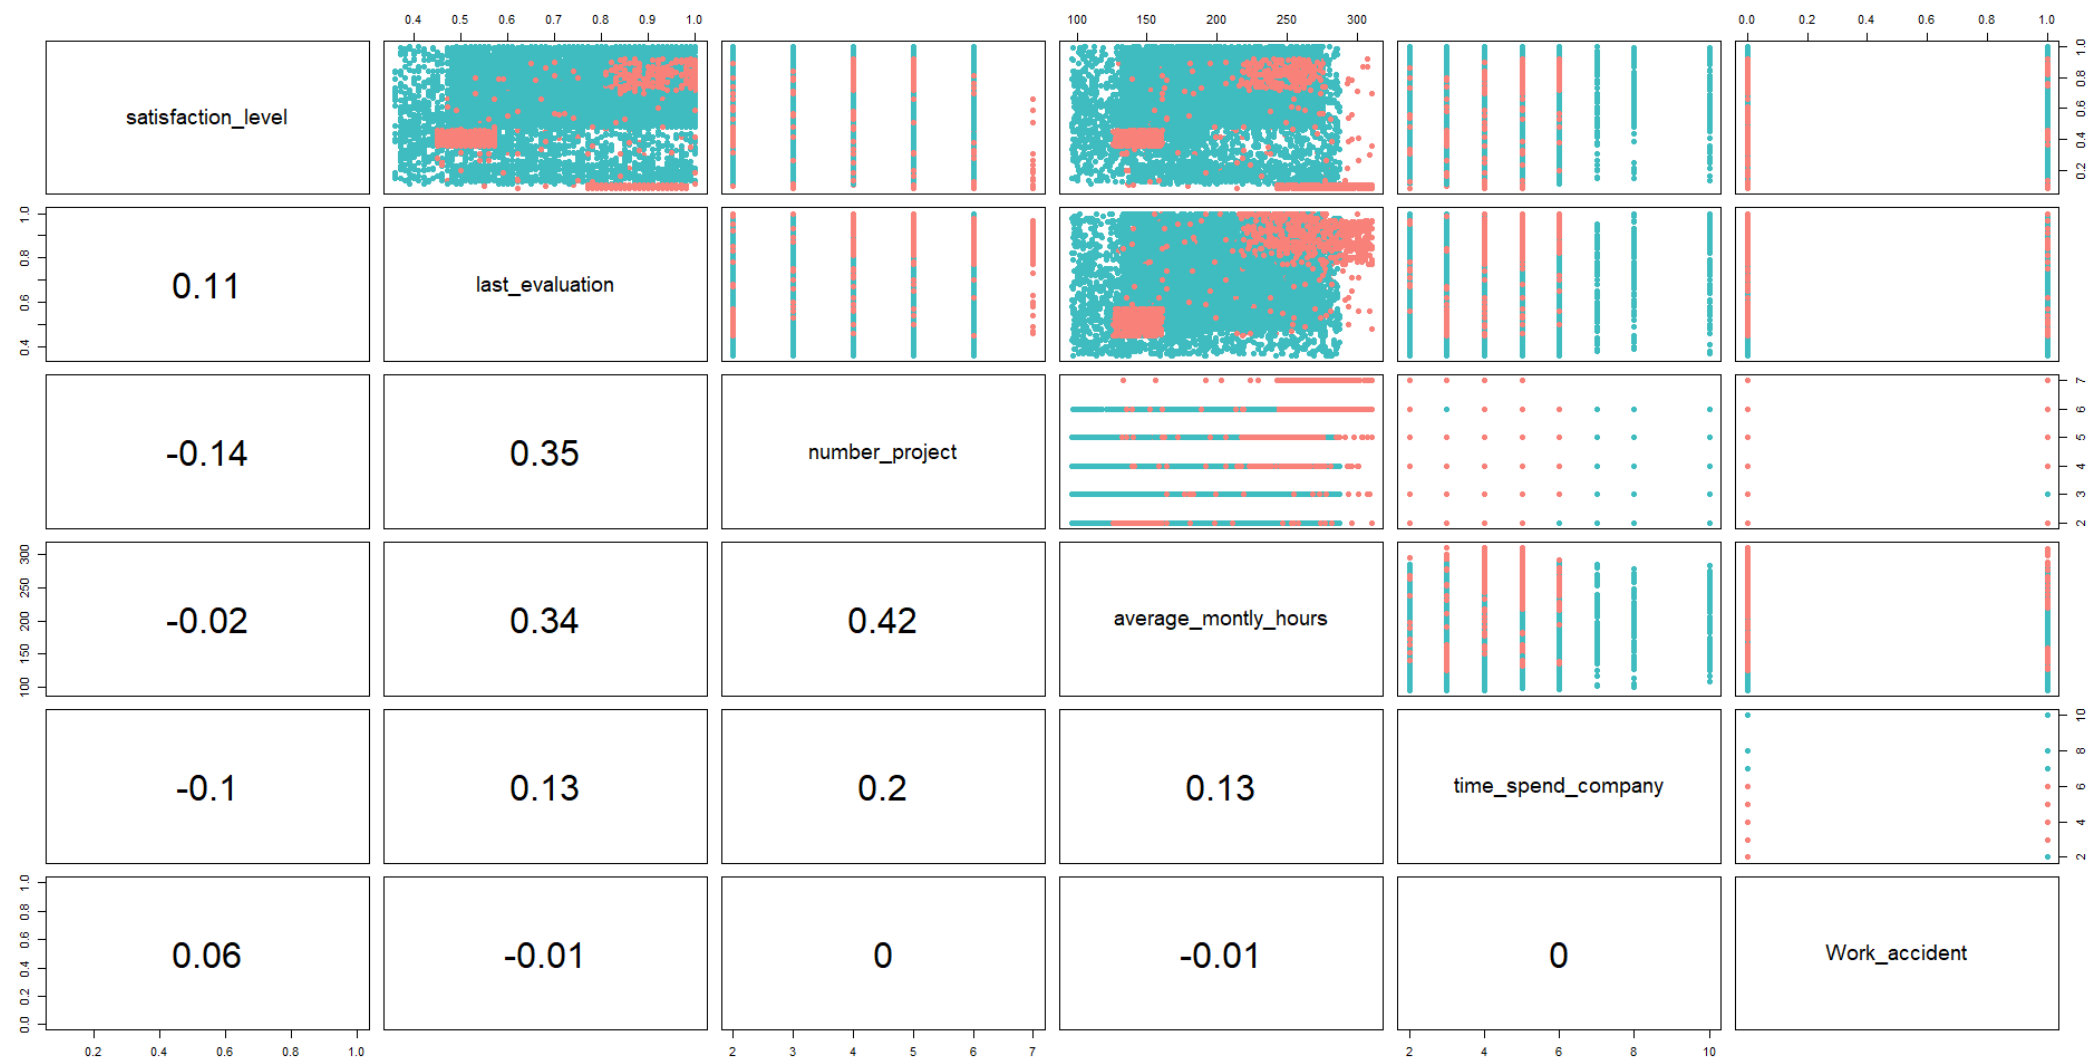 0.4 0.5 0.6 0.7 0.8 0.9 1.0 100 150 200 250 300 0.0 0.2 0.4 0.6 0.8 1.0
satisfaction_level
0.2 0.4 0.6 0.8 1.0
0.4 0.6 0.8 1.0
0.11
last_evaluation
-0.14
0.35
number_project
2 3 4 5 6 7
100 150 200 250 300
-0.02
0.34
0.42
average_montly_hours
-0.1
0.13
0.2
0.13
time_spend_company
2 4 6 8 10
0.0 0.2 0.4 0.6 0.8 1.0
0.06
-0.01
0
-0.01
0
Work_accident
0.2 0.4 0.6 0.8 1.0 2 3 4 5 6 7 2 4 6 8 10